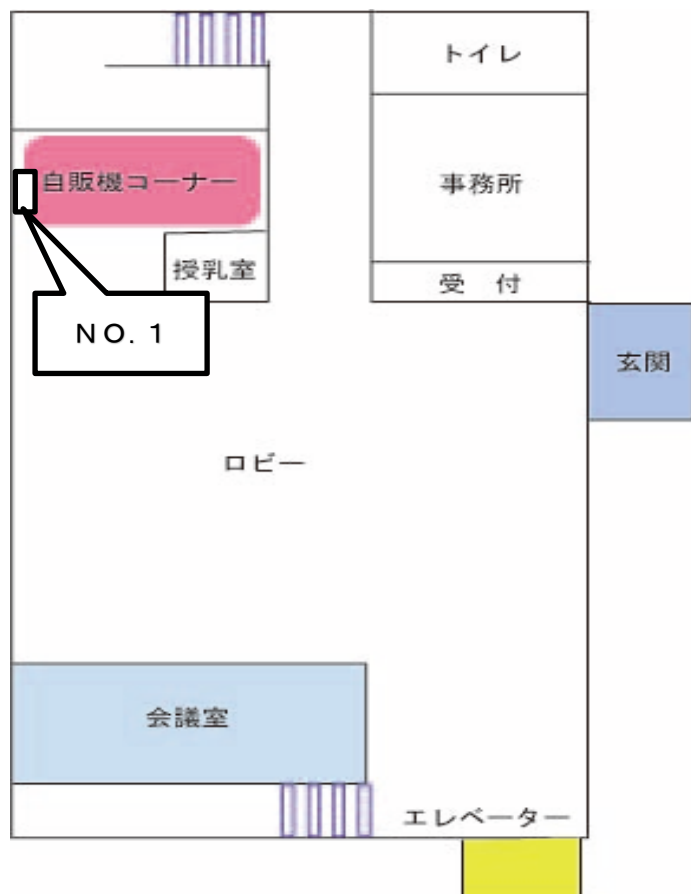 トイレ
自販機コーナー
事務所
授乳室
受　付
ＮＯ．１
玄関
ロビー
会議室
エレベーター